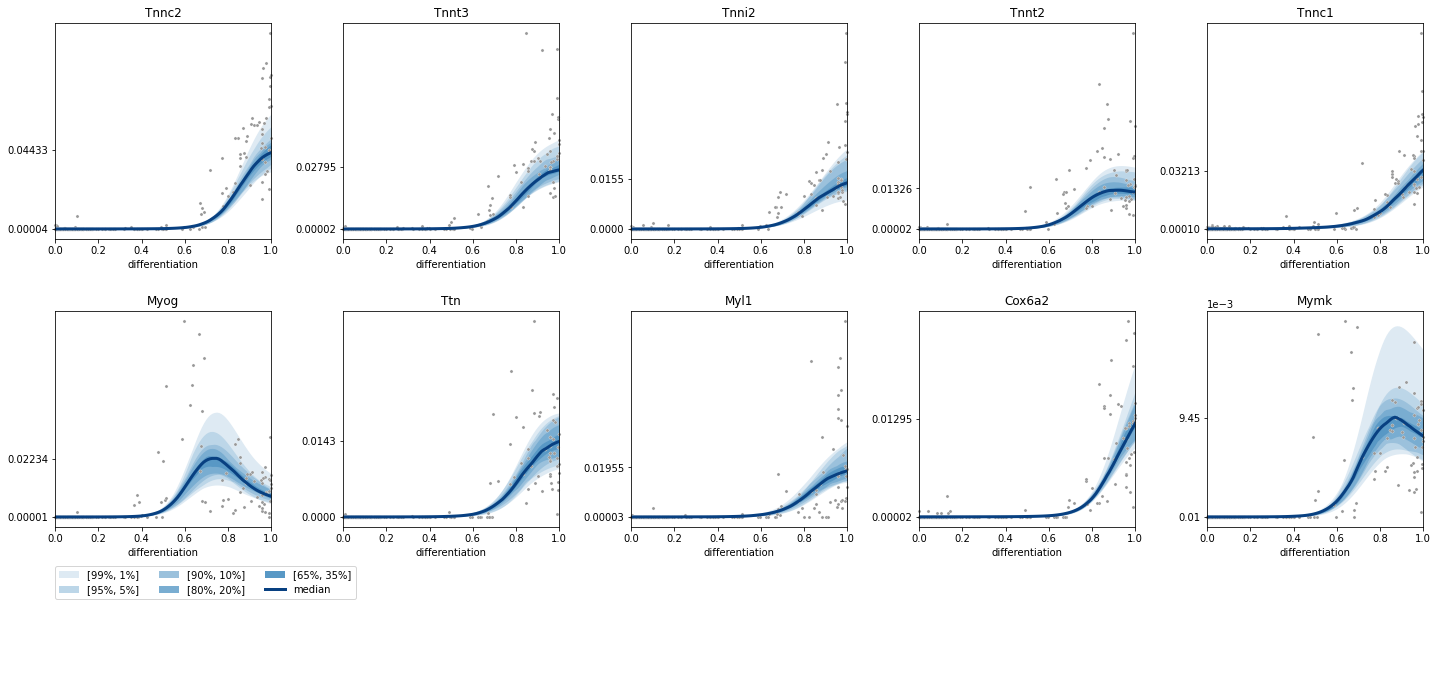 Tnnc2 Tnnt3 Tnni2 Tnnt2 Tnnc1
0.04433 0.02795 0.0155 0.01326 0.03213
0.00004 0.00002 0.0000 0.00002 0.00010
0.0 0.2 0.4 0.6 0.8 1.0 0.0 0.2 0.4 0.6 0.8 1.0 0.0 0.2 0.4 0.6 0.8 1.0 0.0 0.2 0.4 0.6 0.8 1.0 0.0 0.2 0.4 0.6 0.8 1.0
differentiation differentiation differentiation differentiation differentiation
Myog Ttn Myl1 Cox6a2 Mymk
1e−3
0.02234 0.0143 0.01955 0.01295 9.45
0.00001 0.0000 0.00003 0.00002 0.01
0.0 0.2 0.4 0.6 0.8 1.0 0.0 0.2 0.4 0.6 0.8 1.0 0.0 0.2 0.4 0.6 0.8 1.0 0.0 0.2 0.4 0.6 0.8 1.0 0.0 0.2 0.4 0.6 0.8 1.0
differentiation differentiation differentiation differentiation differentiation
[99%, 1%] [90%, 10%] [65%, 35%]
[95%, 5%] [80%, 20%] median